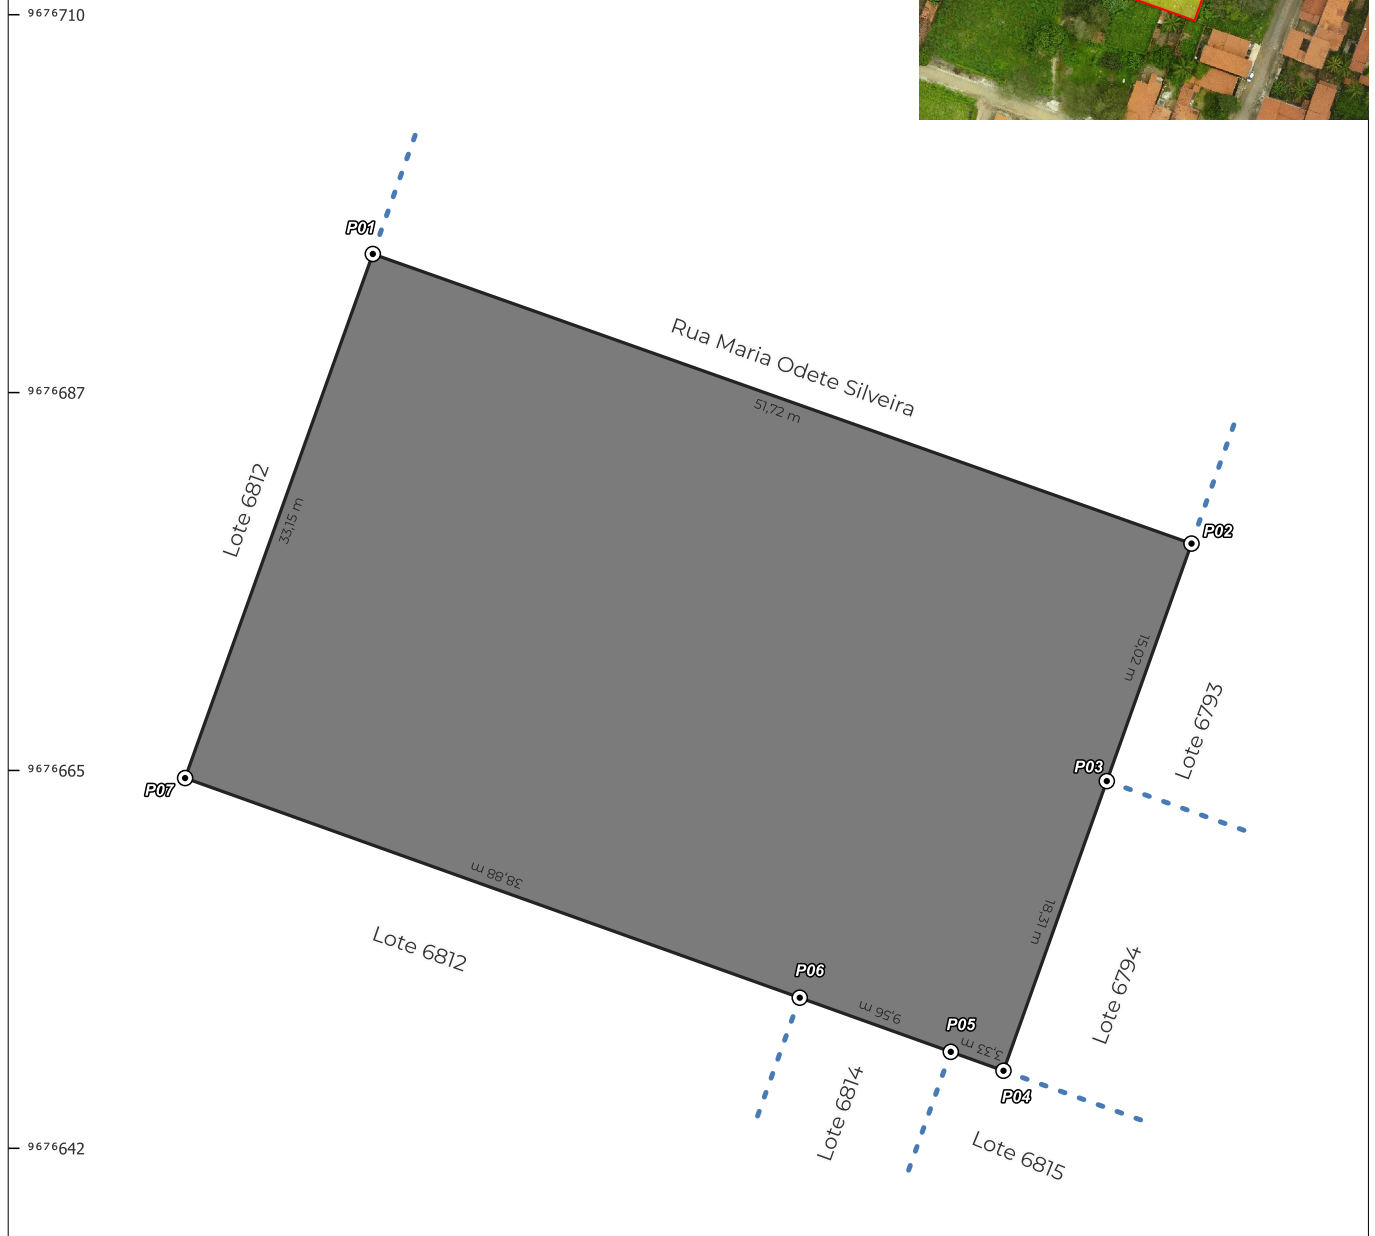 9676710
P01
Rua Maria Odete Silveira
51,72 m
9676687
P02
Lote 6812
33,15 m
15,02 m
Lote 6793
P03
9676665
P07
38,88 m
18,31 m
Lote 6812
Lote 6794
P06
9,56 m
P05
3,33 m
P04
Lote 6814
Lote 6815
9676642